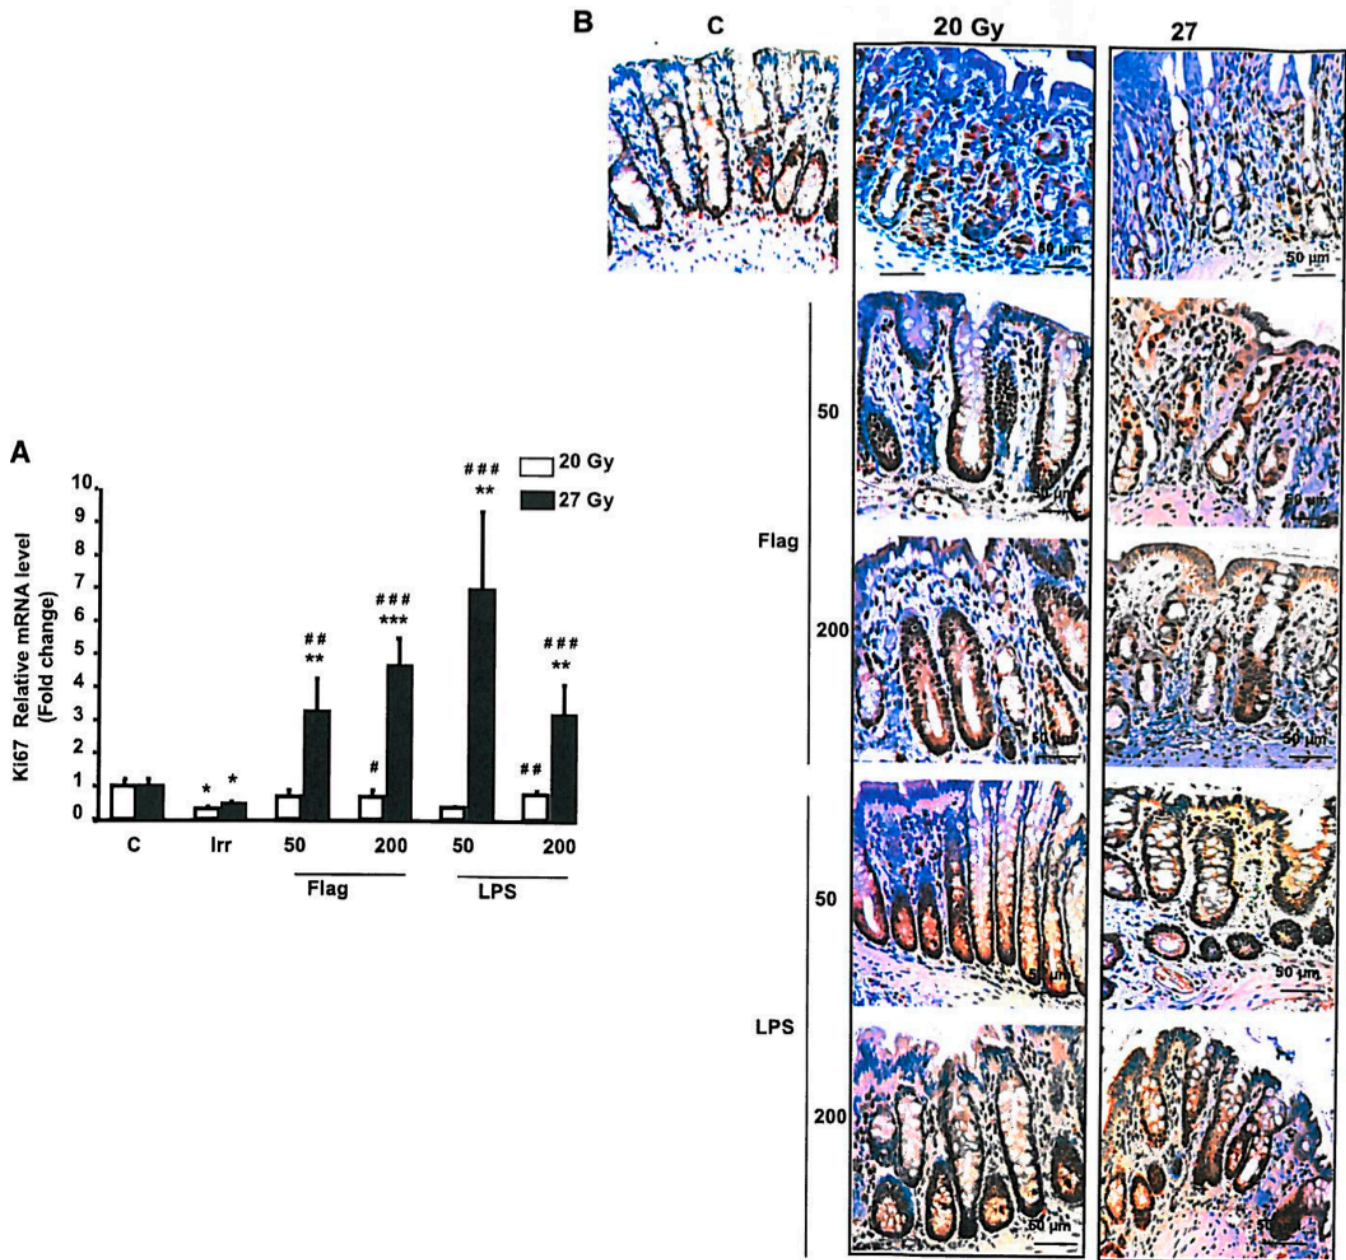 B
C
20 Gy
27
50 µm
50 µm
50
50 µm
50 µm
Flag
200
50 µm
50 µm
50
50 µm
50 µm
LPS
200
50 µm
50 µm
A
20 Gy
27 Gy
Ki67 Relative mRNA level
(Fold change)
10
9
8
7
6
5
4
3
2
1
0
* *
## **
# ### ***
### **
## ### **
C Irr 50 200 50 200
Flag LPS